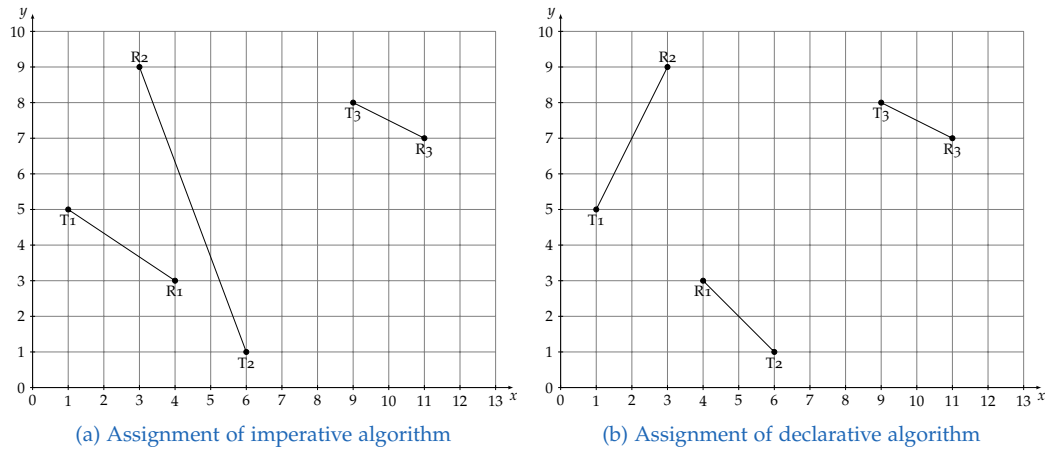 y
10
9
8
7
6
5
4
3
2
1
0
R2
T3
R3
T1
R1
T2
0 1 2 3 4 5 6 7 8 9 10 11 12 13 x
(a) Assignment of imperative algorithm
y
10
9
8
7
6
5
4
3
2
1
0
R2
T3
R3
T1
R1
T2
0 1 2 3 4 5 6 7 8 9 10 11 12 13 x
(b) Assignment of declarative algorithm